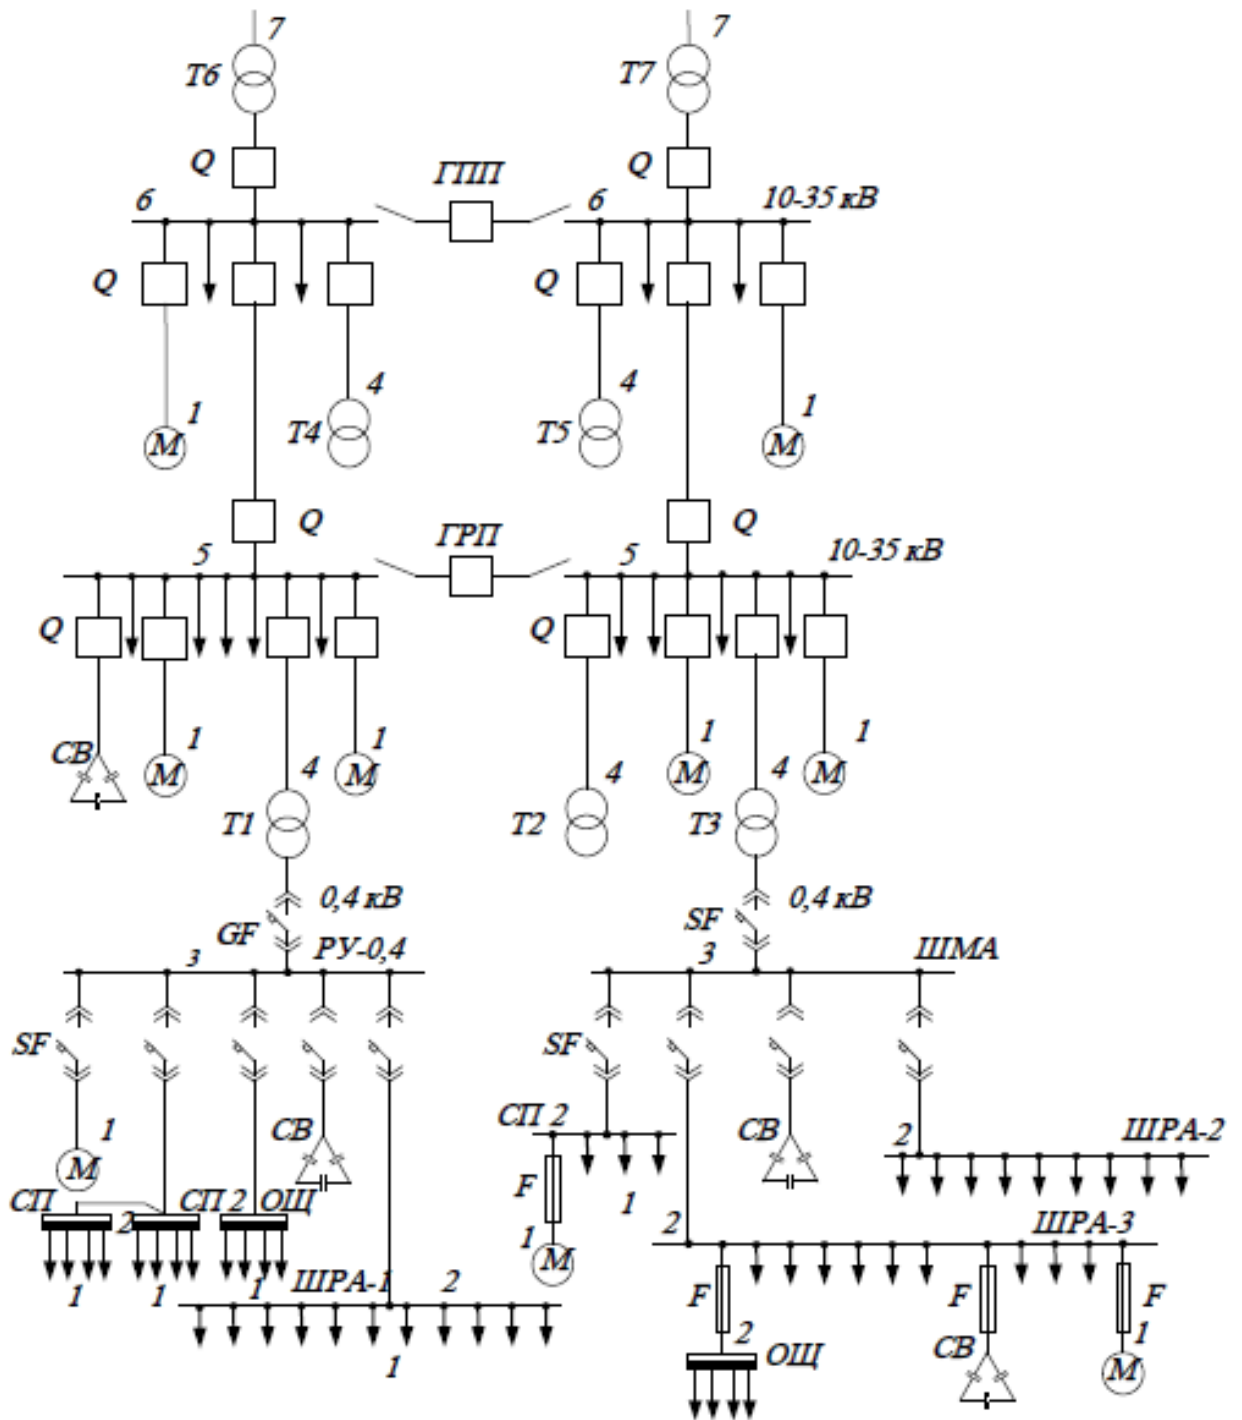 7 7
Т6 Т7
Q Q
ГПП
6 6 10-35 кВ
Q Q
4 4
1 1
М Т4 Т5 М
Q Q
ГРП
5 5 10-35 кВ
Q Q
СВ 1 1 1 1
М М М М
4 4 4
Т1 Т2 Т3
0,4 кВ 0,4 кВ
GF SF
3 РУ-0,4 3 ШМА
SF SF
1 СВ СП 2 СВ 2 ШРА-2
М
СП 2 СП 2 ОЩ F 1
1 1 1 1 М 2 ШРА-3
ШРА-1 2 F F F
1 2 ОЩ СВ 1
М